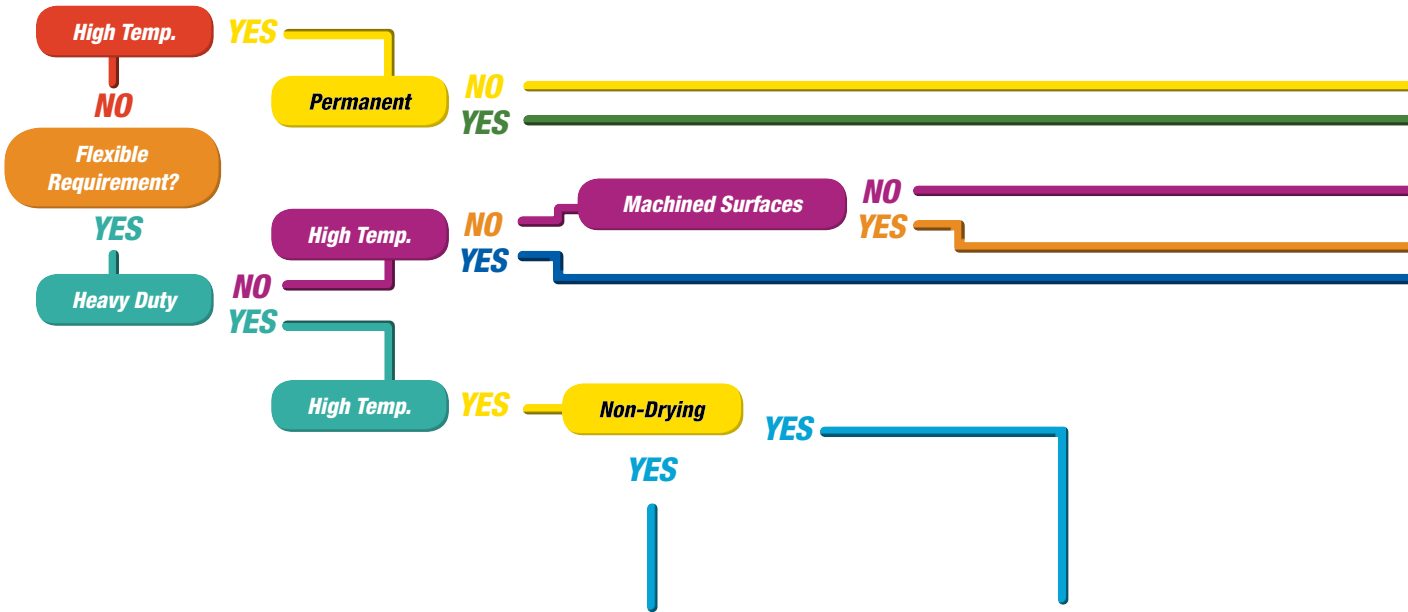 High Temp.
YES
NO
Permanent
NO
YES
Flexible
Requirement?
YES
High Temp.
NO
YES
Machined Surfaces
NO
YES
Heavy Duty
NO
YES
High Temp.
YES
Non-Drying
YES
YES